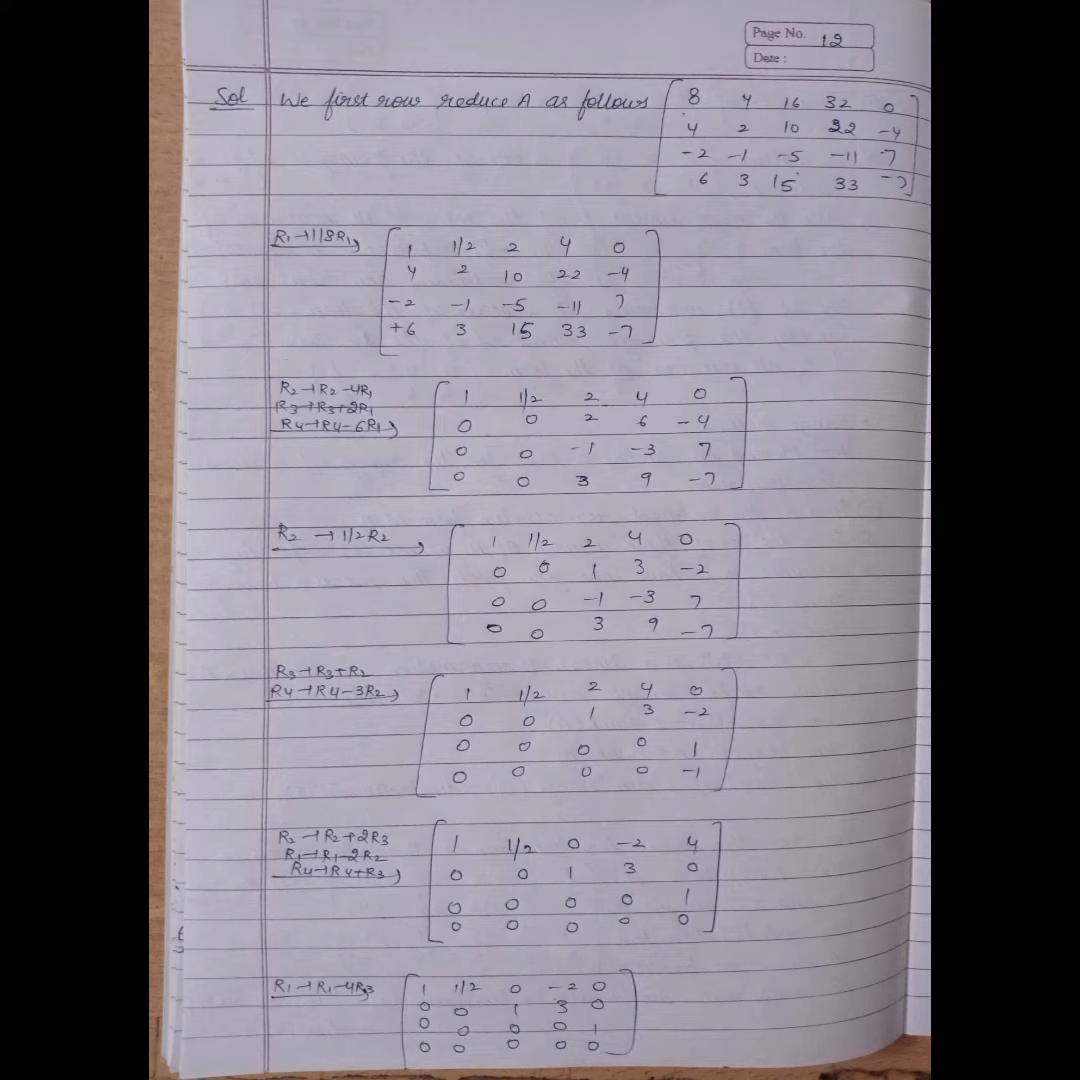 Page No. 12
Date :
Sol We first row reduce A as follows
8 4 16 32 0
4 2 10 22 -4
-2 -1 -5 -11 7
6 3 15 33 -7
R1→1/8R1
1 1/2 2 4 0
4 2 10 22 -4
-2 -1 -5 -11 7
+6 3 15 33 -7
R2→R2-4R1
R3→R3+2R1
R4→R4-6R1
1 1/2 2 4 0
0 0 2 6 -4
0 0 -1 -3 7
0 0 3 9 -7
R2 → 1/2R2
1 1/2 2 4 0
0 0 1 3 -2
0 0 -1 -3 7
0 0 3 9 -7
R3→R3+R2
R4→R4-3R2
1 1/2 2 4 0
0 0 1 3 -2
0 0 0 0 1
0 0 0 0 -1
R2→R2+2R3
R1→R1-2R2
R4→R4+R3
1 1/2 0 -2 4
0 0 1 3 0
0 0 0 0 1
0 0 0 0 0
R1→R1-4R3
1 1/2 0 -2 0
0 0 1 3 0
0 0 0 0 1
0 0 0 0 0